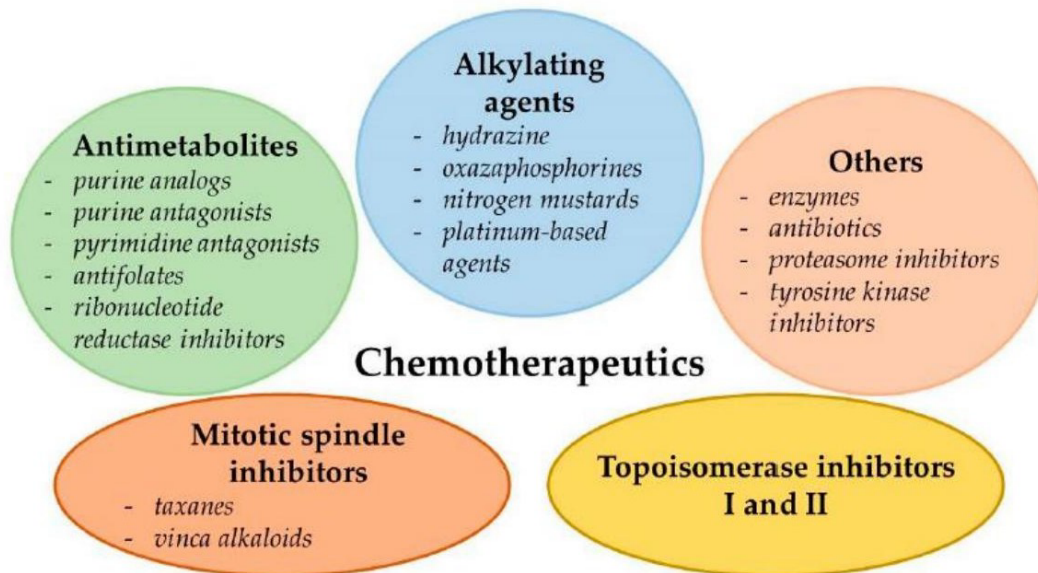 Alkylating
agents
- hydrazine
- oxazaphosphorines
- nitrogen mustards
- platinum-based
agents
Antimetabolites
- purine analogs
- purine antagonists
- pyrimidine antagonists
- antifolates
- ribonucleotide
reductase inhibitors
Others
- enzymes
- antibiotics
- proteasome inhibitors
- tyrosine kinase
inhibitors
Chemotherapeutics
Mitotic spindle
inhibitors
- taxanes
- vinca alkaloids
Topoisomerase inhibitors
I and II